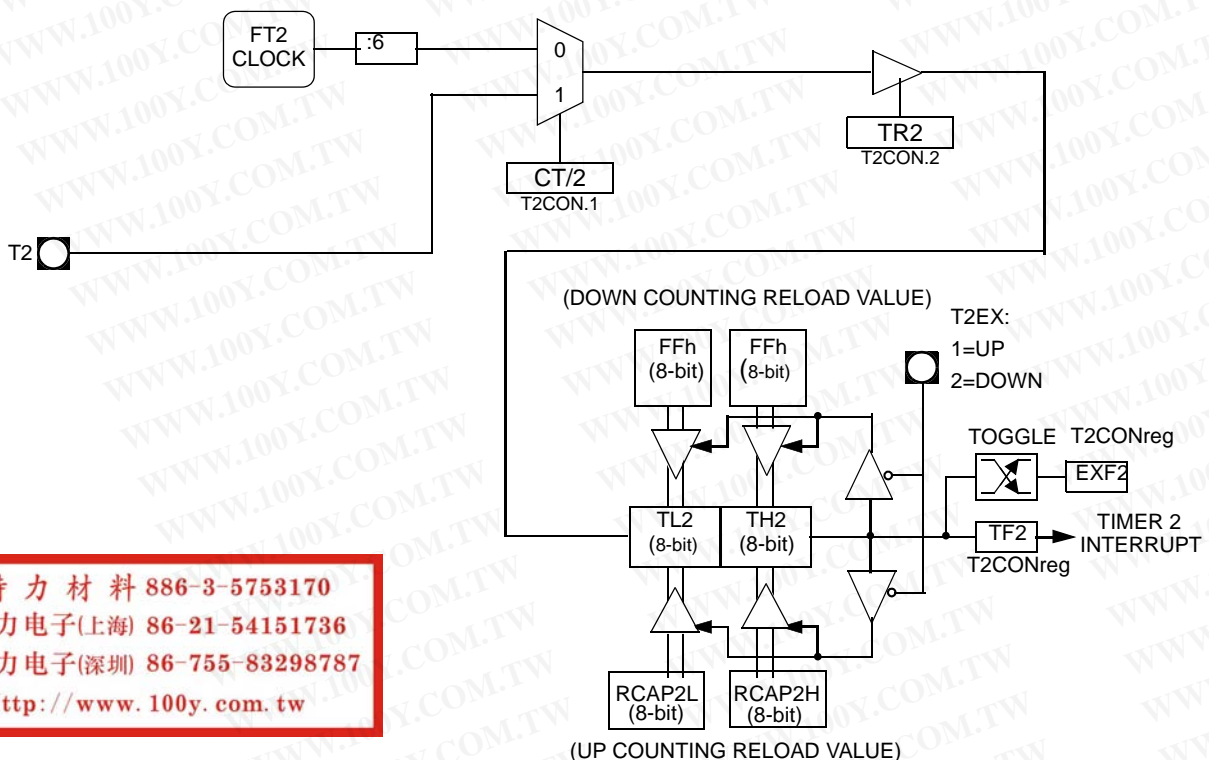 FT2
CLOCK
:6
0
1
TR2
T2CON.2
CT/2
T2CON.1
T2
(DOWN COUNTING RELOAD VALUE)
T2EX:
1=UP
2=DOWN
FFh
(8-bit)
FFh
(8-bit)
TOGGLE
T2CONreg
EXF2
TL2
(8-bit)
TH2
(8-bit)
TF2
T2CONreg
TIMER 2
INTERRUPT
RCAP2L
(8-bit)
RCAP2H
(8-bit)
(UP COUNTING RELOAD VALUE)
力 材 料 886-3-5753170
力电子(上海) 86-21-54151736
力电子(深圳) 86-755-83298787
ttp://www. 100y. com. tw
WWW.100Y.COM.TW